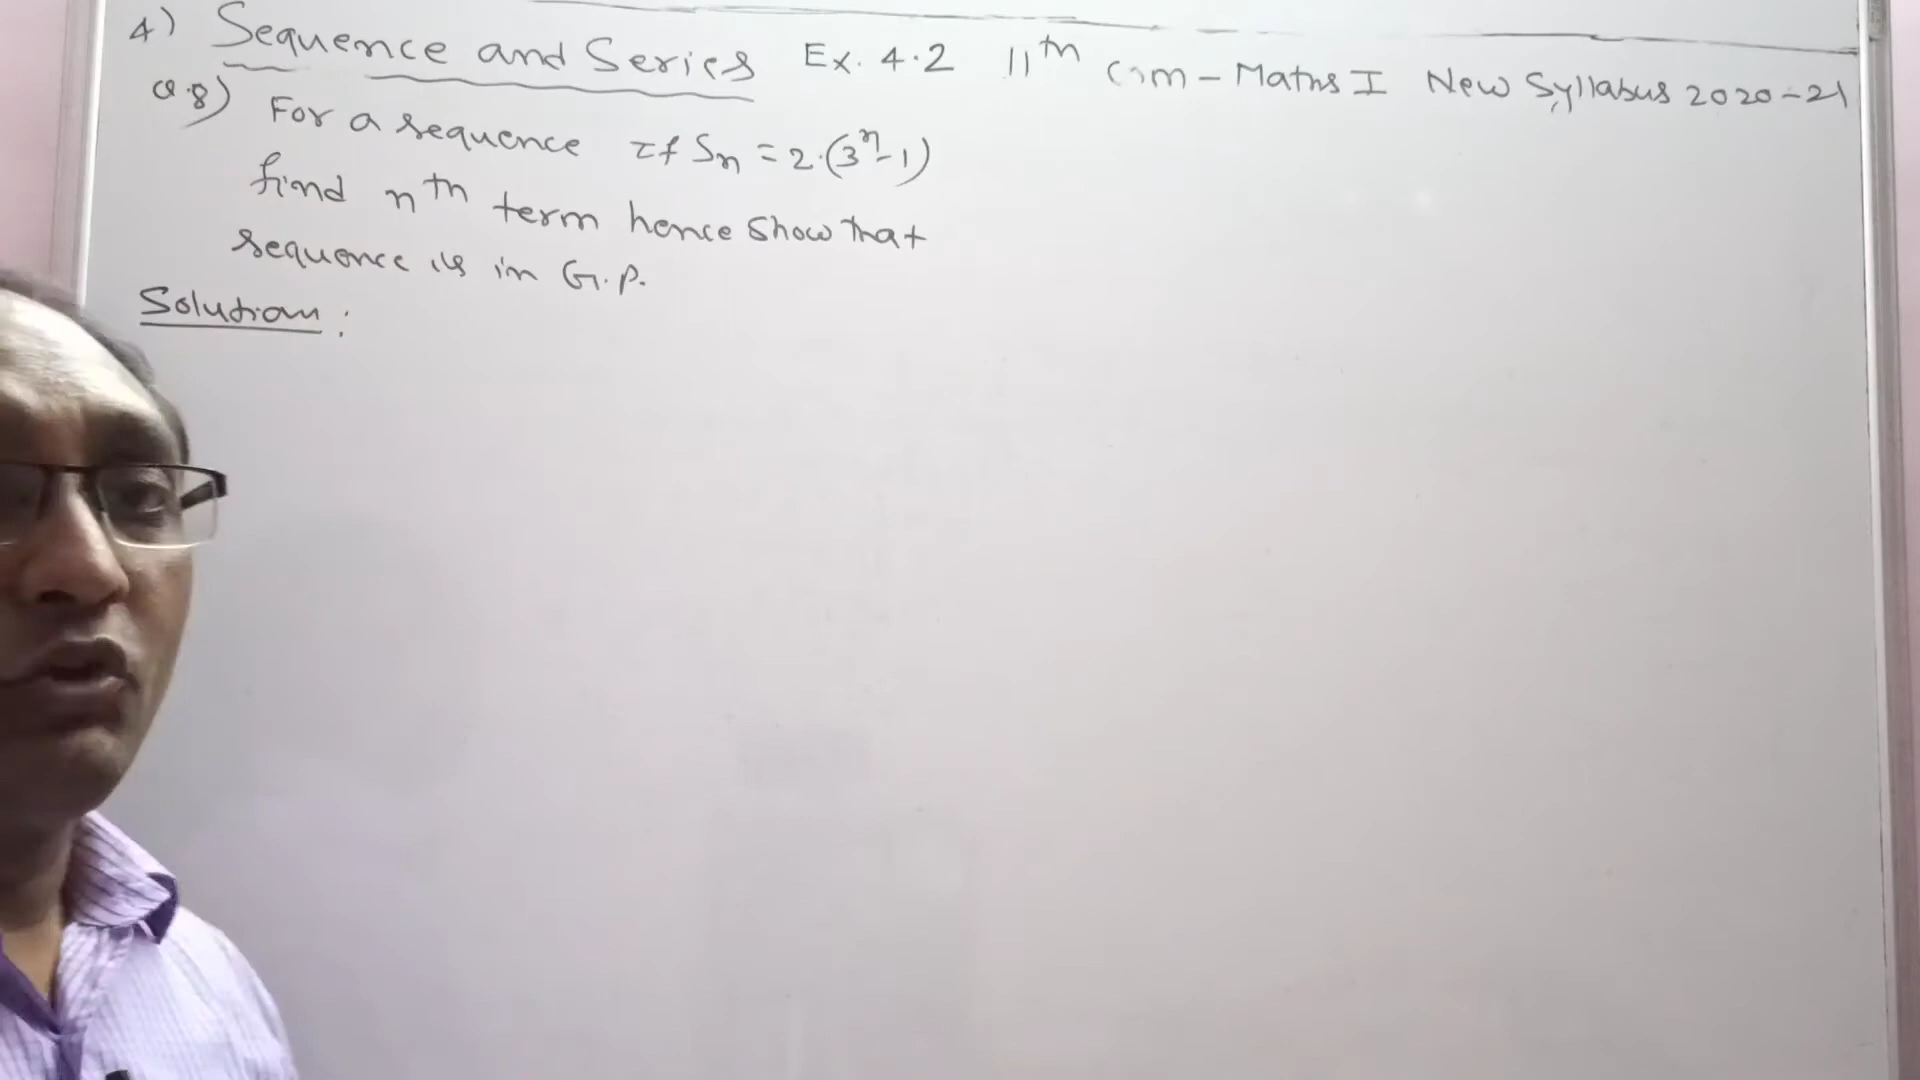 4) Sequence and Series Ex. 4.2 11th Com - Maths I New Syllabus 2020-21
Q.8) For a sequence If Sn = 2.(3ⁿ-1)
find nth term hence show that
sequence is in G.P.
Solution :